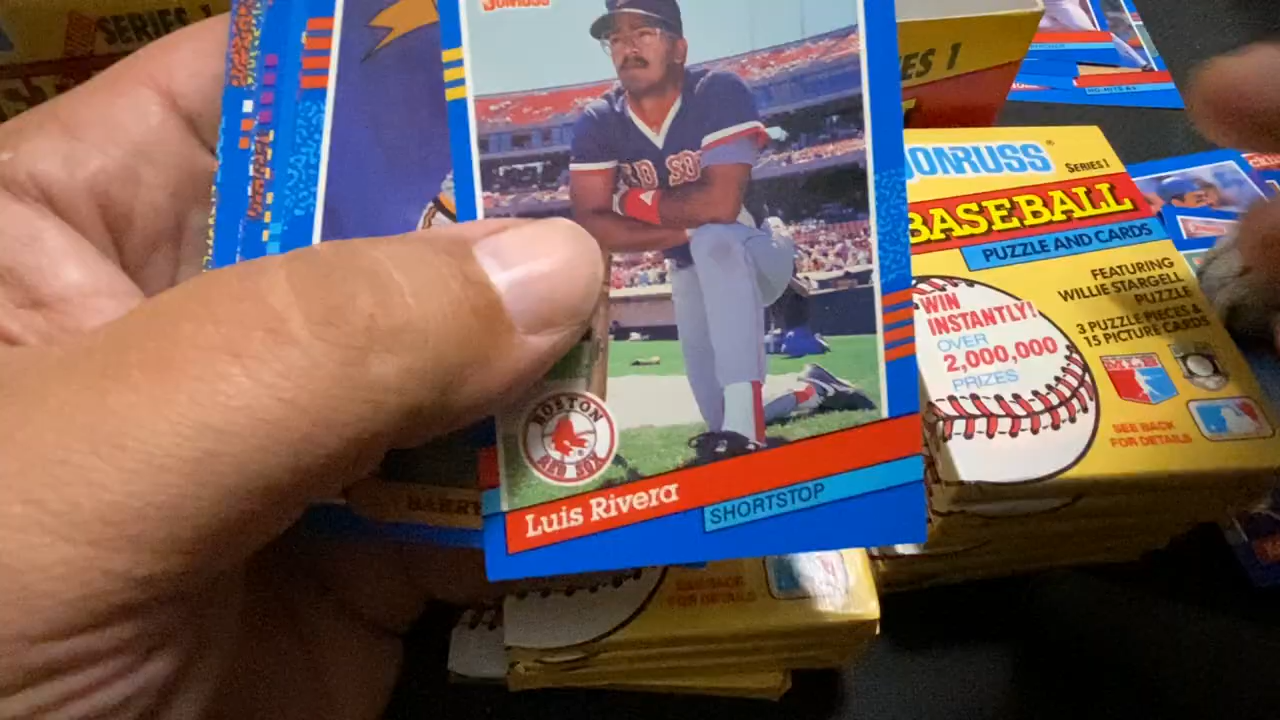 SERIES 1
DONRUSS
ES 1
RED SOX
BOSTON
RED SOX
Luis Rivera
SHORTSTOP
ONRUSS
SERIES 1
BASEBALL
PUZZLE AND CARDS
FEATURING
WILLIE STARGELL
PUZZLE
3 PUZZLE PIECES &
15 PICTURE CARDS
WIN
INSTANTLY!
OVER
2,000,000
PRIZES
MLB
SEE BACK
FOR DETAILS
SEE BACK
FOR DETAILS